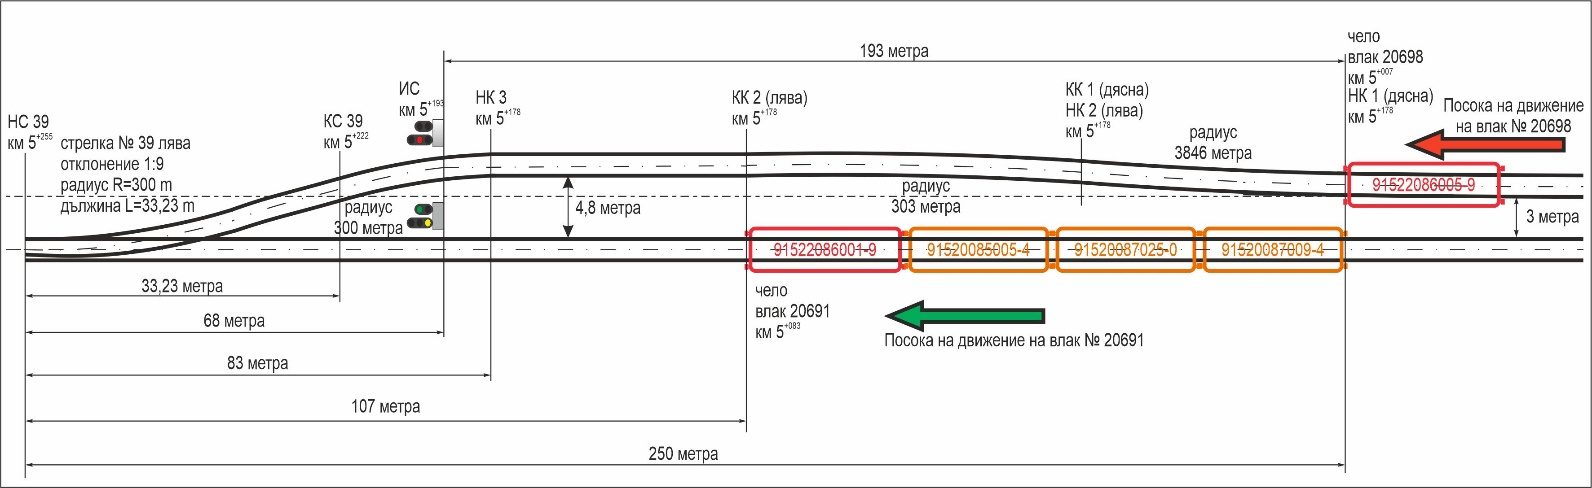 193 метра
чело
влак 20698
км 5+007
НК 1 (дясна)
км 5+178
Посока на движение
на влак № 20698
ИС
км 5+193
НК 3
км 5+178
КК 2 (лява)
км 5+178
КК 1 (дясна)
НК 2 (лява)
км 5+178
НС 39
км 5+255
КС 39
км 5+222
стрелка № 39 лява
отклонение 1:9
радиус R=300 m
дължина L=33,23 m
радиус
3846 метра
91522086005-9
радиус
300 метра
4,8 метра
радиус
303 метра
3 метра
91522086001-9
91520085005-4
91520087025-0
91520087009-4
33,23 метра
чело
влак 20691
км 5+083
68 метра
Посока на движение на влак № 20691
83 метра
107 метра
250 метра